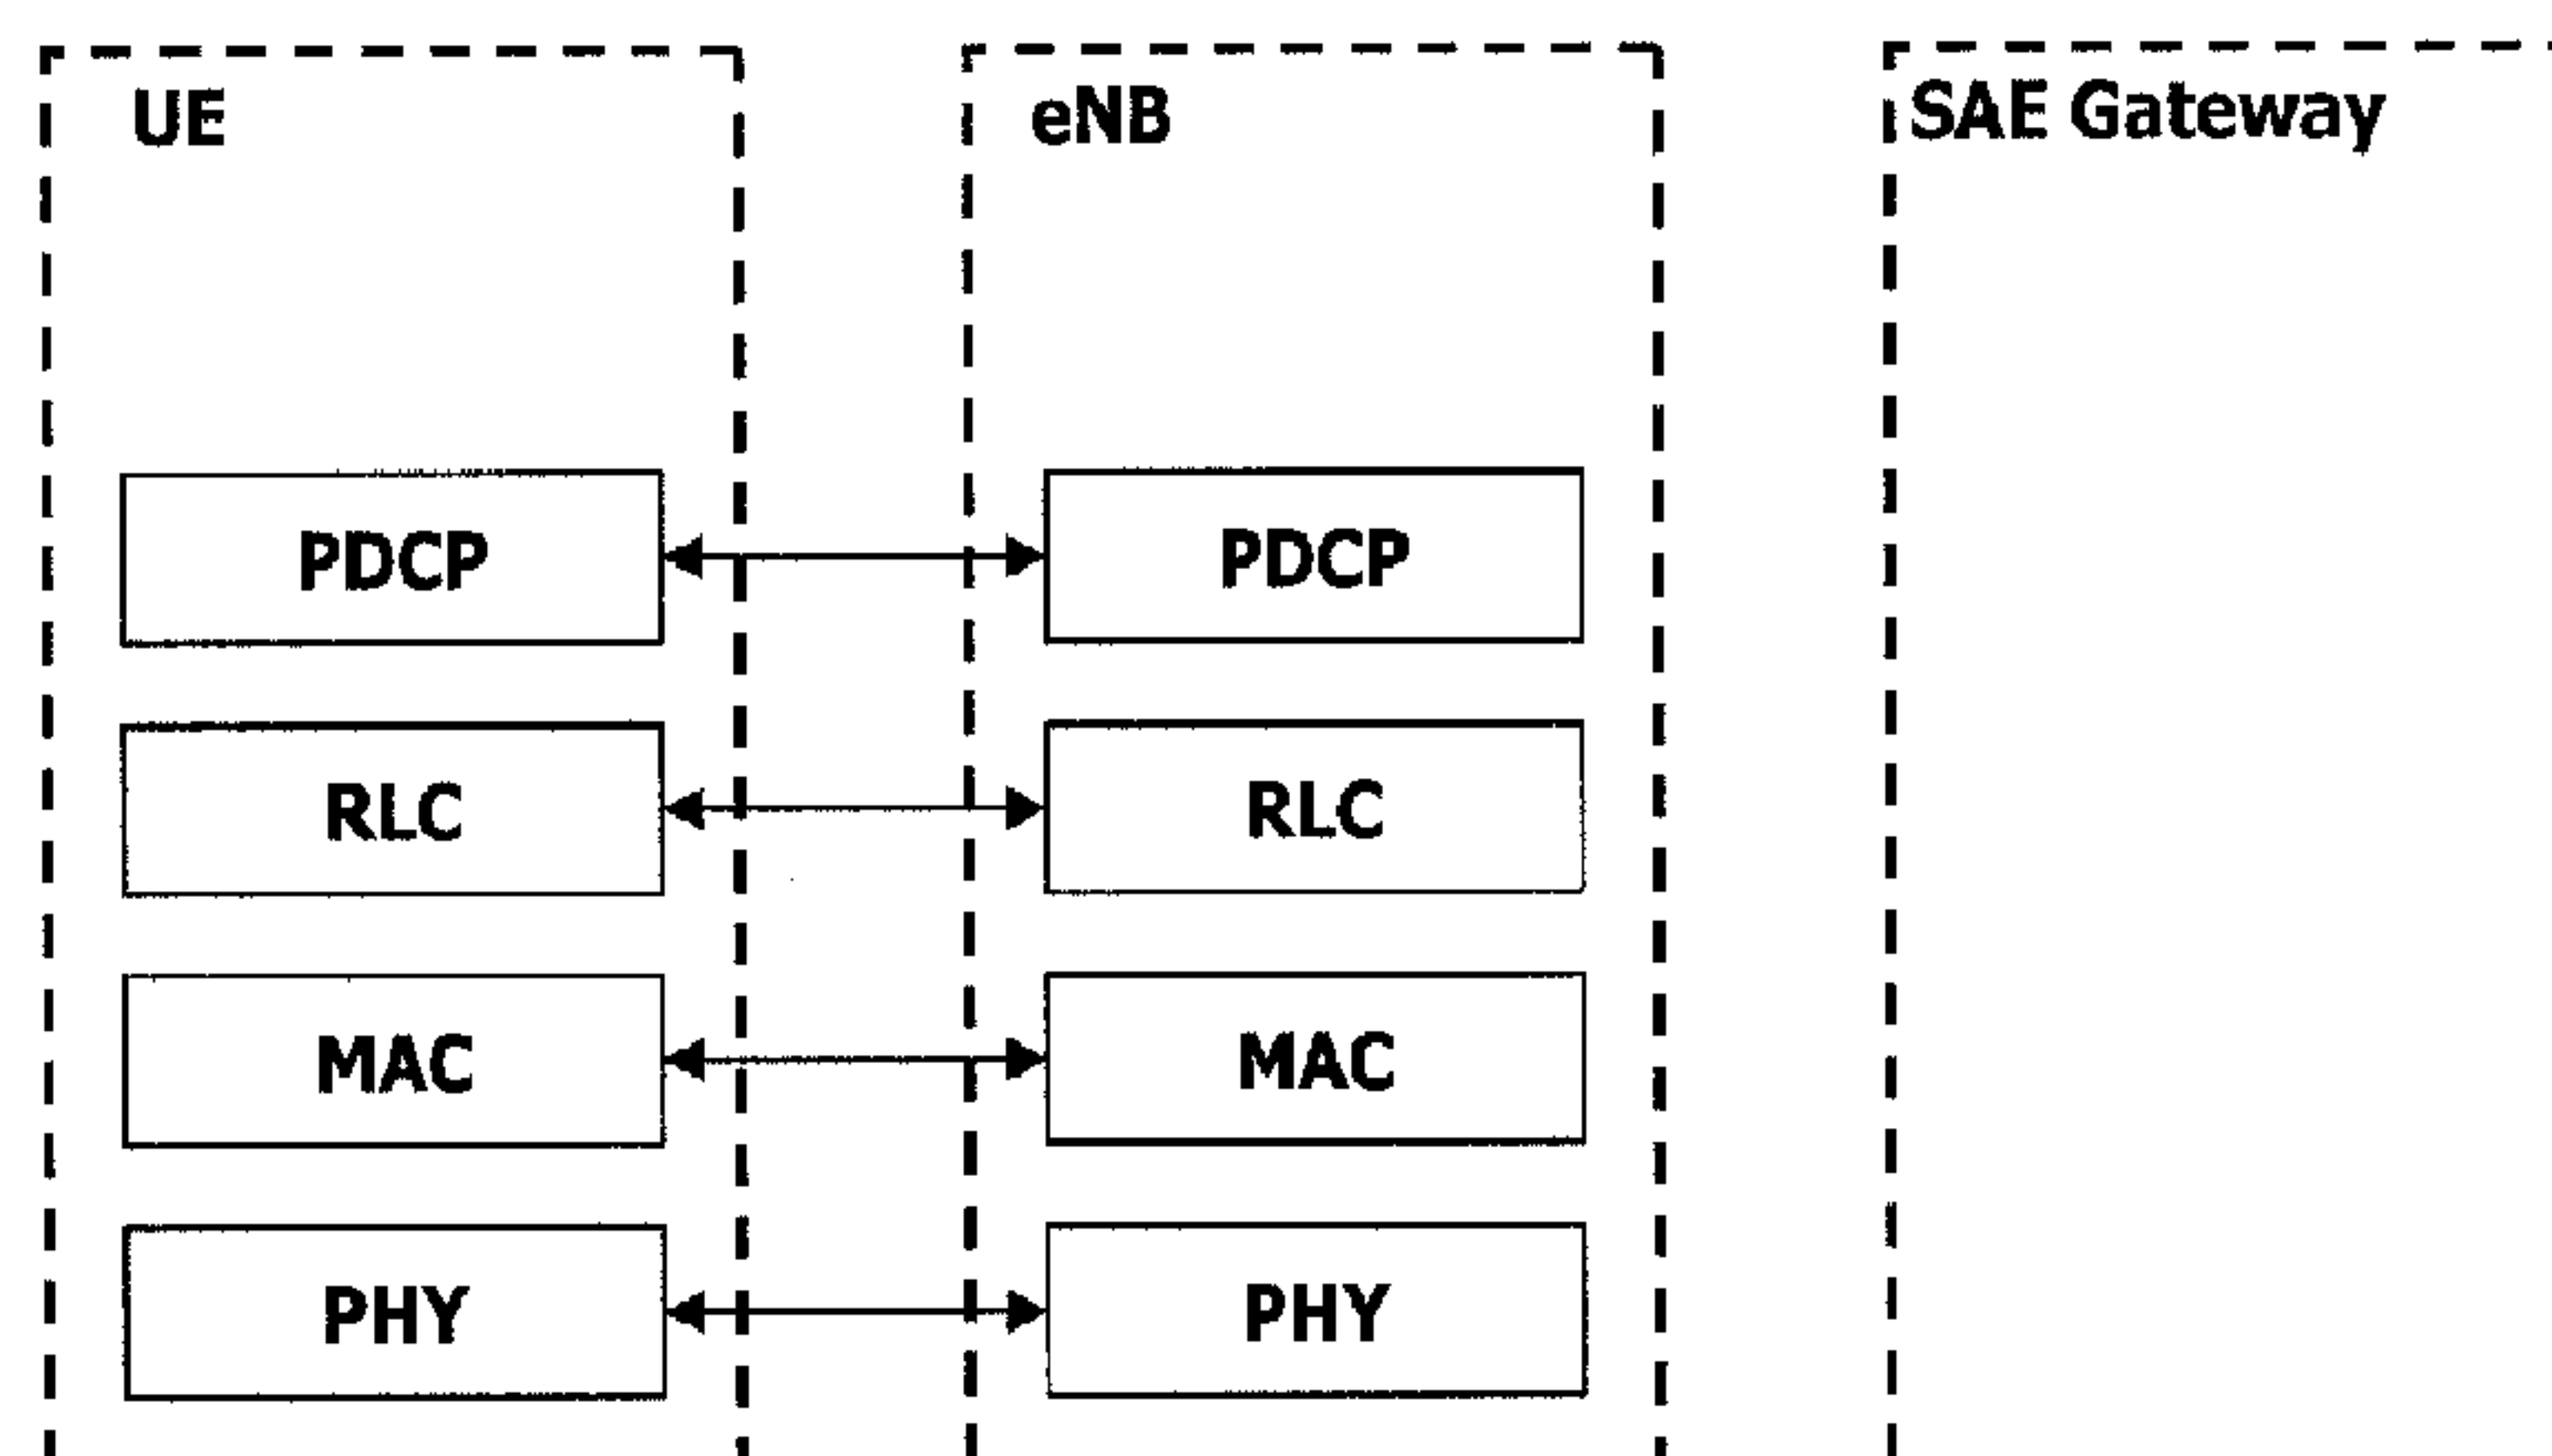 UE
eNB
SAE Gateway
PDCP
PDCP
RLC
RLC
MAC
MAC
PHY
PHY